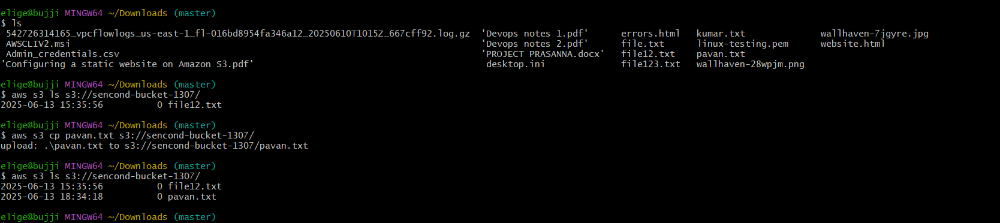 elige@bujji MINGW64 ~/Downloads (master)
$ ls
 542726314165_vpcflowlogs_us-east-1_fl-016bd8954fa346a12_20250610T1015Z_667cff92.log.gz  'Devops notes 1.pdf'      errors.html   kumar.txt              wallhaven-7jgyre.jpg
 AWSCLIV2.msi                                                                            'Devops notes 2.pdf'      file.txt      linux-testing.pem      website.html
 Admin_credentials.csv                                                                   'PROJECT PRASANNA.docx'   file12.txt    pavan.txt
'Configuring a static website on Amazon S3.pdf'                                           desktop.ini              file123.txt   wallhaven-28wpjm.png
elige@bujji MINGW64 ~/Downloads (master)
$ aws s3 ls s3://sencond-bucket-1307/
2025-06-13 15:35:56          0 file12.txt
elige@bujji MINGW64 ~/Downloads (master)
$ aws s3 cp pavan.txt s3://sencond-bucket-1307/
upload: .\pavan.txt to s3://sencond-bucket-1307/pavan.txt
elige@bujji MINGW64 ~/Downloads (master)
$ aws s3 ls s3://sencond-bucket-1307/
2025-06-13 15:35:56          0 file12.txt
2025-06-13 18:34:18          0 pavan.txt
elige@bujji MINGW64 ~/Downloads (master)